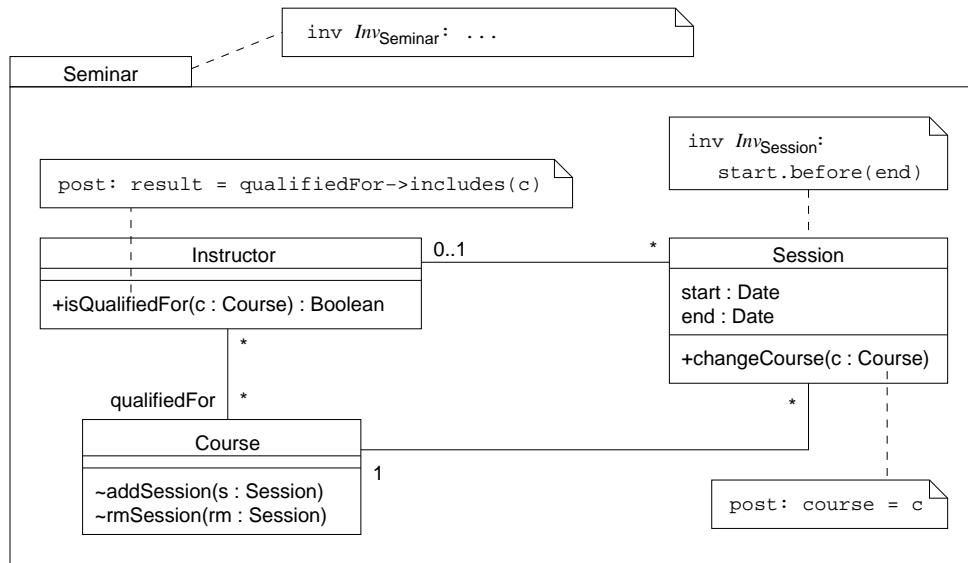 inv Inv_Seminar: ...
Seminar
inv Inv_Session:
start.before(end)
post: result = qualifiedFor->includes(c)
Instructor
0..1
*
Session
+isQualifiedFor(c : Course) : Boolean
start : Date
end : Date
+changeCourse(c : Course)
*
qualifiedFor
*
*
Course
1
~addSession(s : Session)
~rmSession(rm : Session)
post: course = c